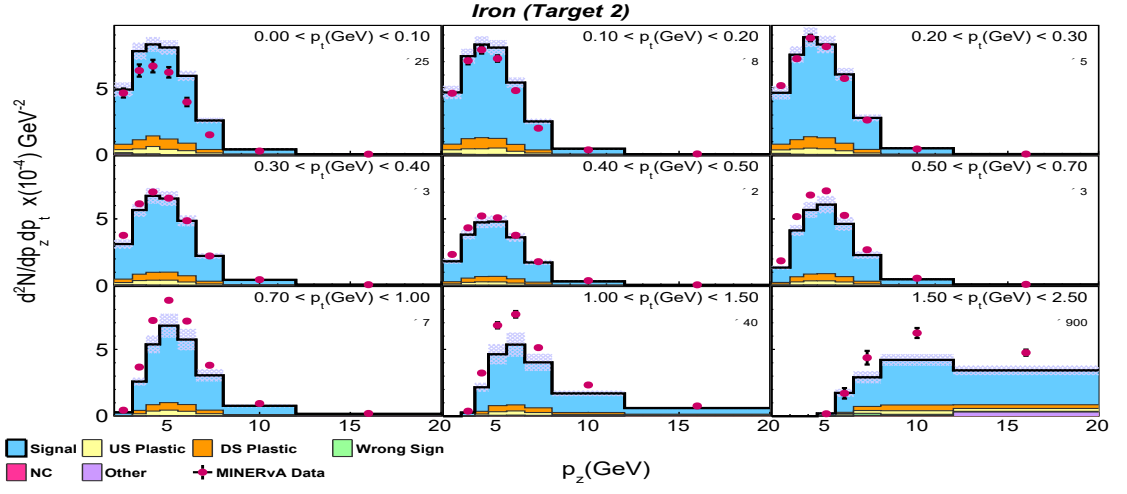 Iron (Target 2)
d²N/dp_z dp_t x(10⁻⁴) GeV⁻²
0.00 < p_t(GeV) < 0.10
´ 25
0.10 < p_t(GeV) < 0.20
´ 8
0.20 < p_t(GeV) < 0.30
´ 5
5
0
0
0
0.30 < p_t(GeV) < 0.40
´ 3
0.40 < p_t(GeV) < 0.50
´ 2
0.50 < p_t(GeV) < 0.70
´ 3
5
0
0
0
0.70 < p_t(GeV) < 1.00
´ 7
1.00 < p_t(GeV) < 1.50
´ 40
1.50 < p_t(GeV) < 2.50
´ 900
5
0
5 10 15 20 5 10 15 20 5 10 15 20
Signal US Plastic DS Plastic Wrong Sign
NC Other MINERvA Data
p_z(GeV)